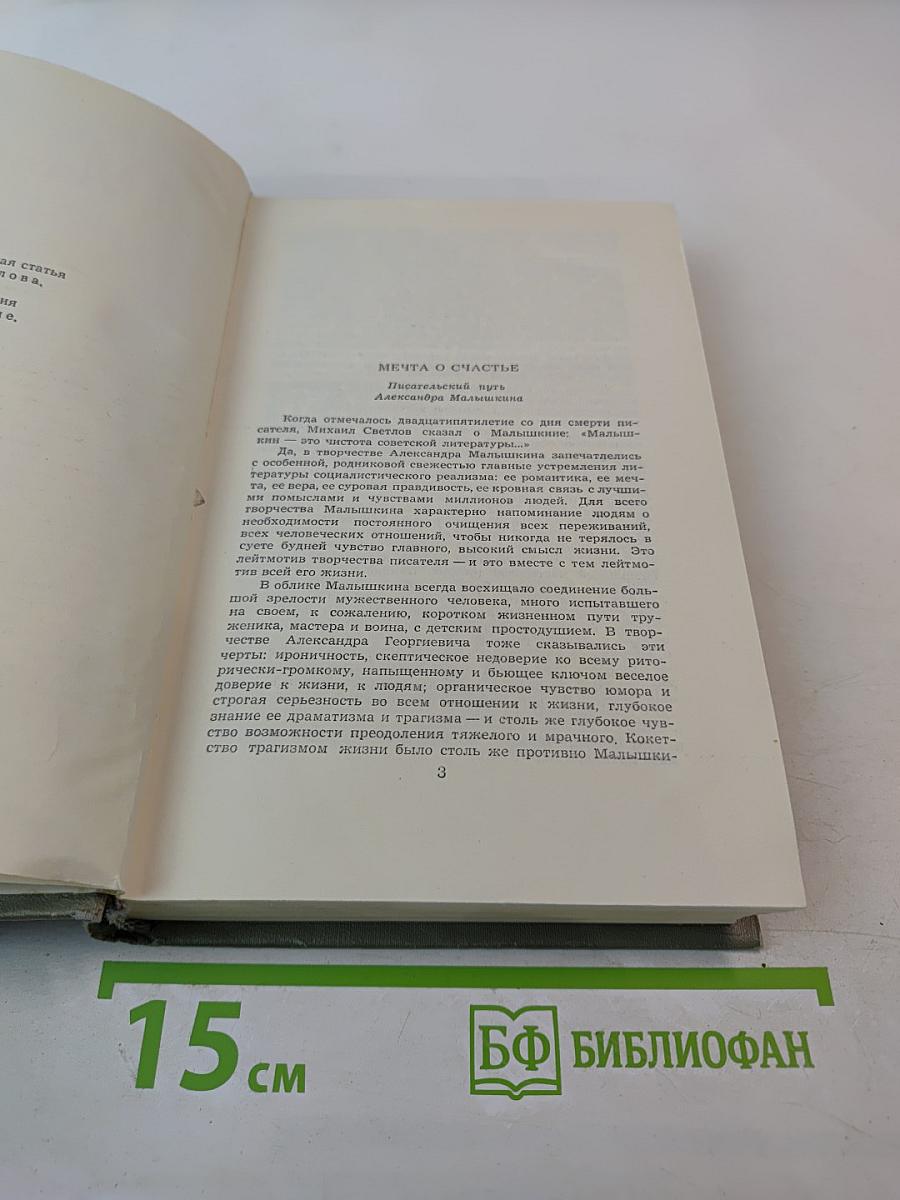 ая статья
лова.
ия
ие.
МЕЧТА О СЧАСТЬЕ
Писательский путь
Александра Малышкина
Когда отмечалось двадцатипятилетие со дня смерти пи-
сателя, Михаил Светлов сказал о Малышкине: «Малыш-
кин — это чистота советской литературы...»
Да, в творчестве Александра Малышкина запечатлелись
с особенной, родниковой свежестью главные устремления ли-
тературы социалистического реализма: ее романтика, ее меч-
та, ее вера, ее суровая правдивость, ее кровная связь с лучши-
ми помыслами и чувствами миллионов людей. Для всего
творчества Малышкина характерно напоминание людям о
необходимости постоянного очищения всех переживаний,
всех человеческих отношений, чтобы никогда не терялось в
суете будней чувство главного, высокий смысл жизни. Это
лейтмотив творчества писателя — и это вместе с тем лейтмо-
тив всей его жизни.
В облике Малышкина всегда восхищало соединение боль-
шой зрелости мужественного человека, много испытавшего
на своем, к сожалению, коротком жизненном пути тру-
женика, мастера и воина, с детским простодушием. В твор-
честве Александра Георгиевича тоже сказывались эти
черты: ироничность, скептическое недоверие ко всему рито-
рически-громкому, напыщенному и бьющее ключом веселое
доверие к жизни, к людям; органическое чувство юмора и
строгая серьезность во всем отношении к жизни, глубокое
знание ее драматизма и трагизма — и столь же глубокое чув-
ство возможности преодоления тяжелого и мрачного. Кокет-
ство трагизмом жизни было столь же противно Малышки-
3
15 см
БФ БИБЛИОФАН